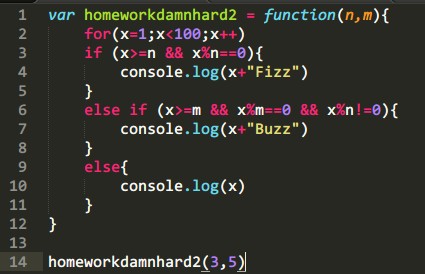 1 var homeworkdamnhard2 = function(n,m){
2 for(x=1;x<100;x++)
3 if (x>=n && x%n==0){
4 console.log(x+"Fizz")
5 }
6 else if (x>=m && x%m==0 && x%n!=0){
7 console.log(x+"Buzz")
8 }
9 else{
10 console.log(x)
11 }
12 }
13
14 homeworkdamnhard2(3,5)